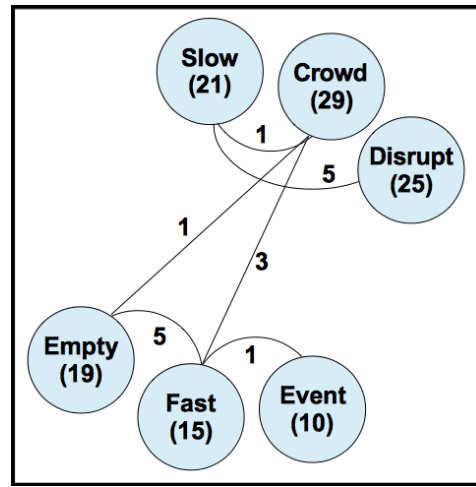 Slow
(21)
Crowd
(29)
Disrupt
(25)
1
5
1
3
Empty
(19)
5
Fast
(15)
1
Event
(10)